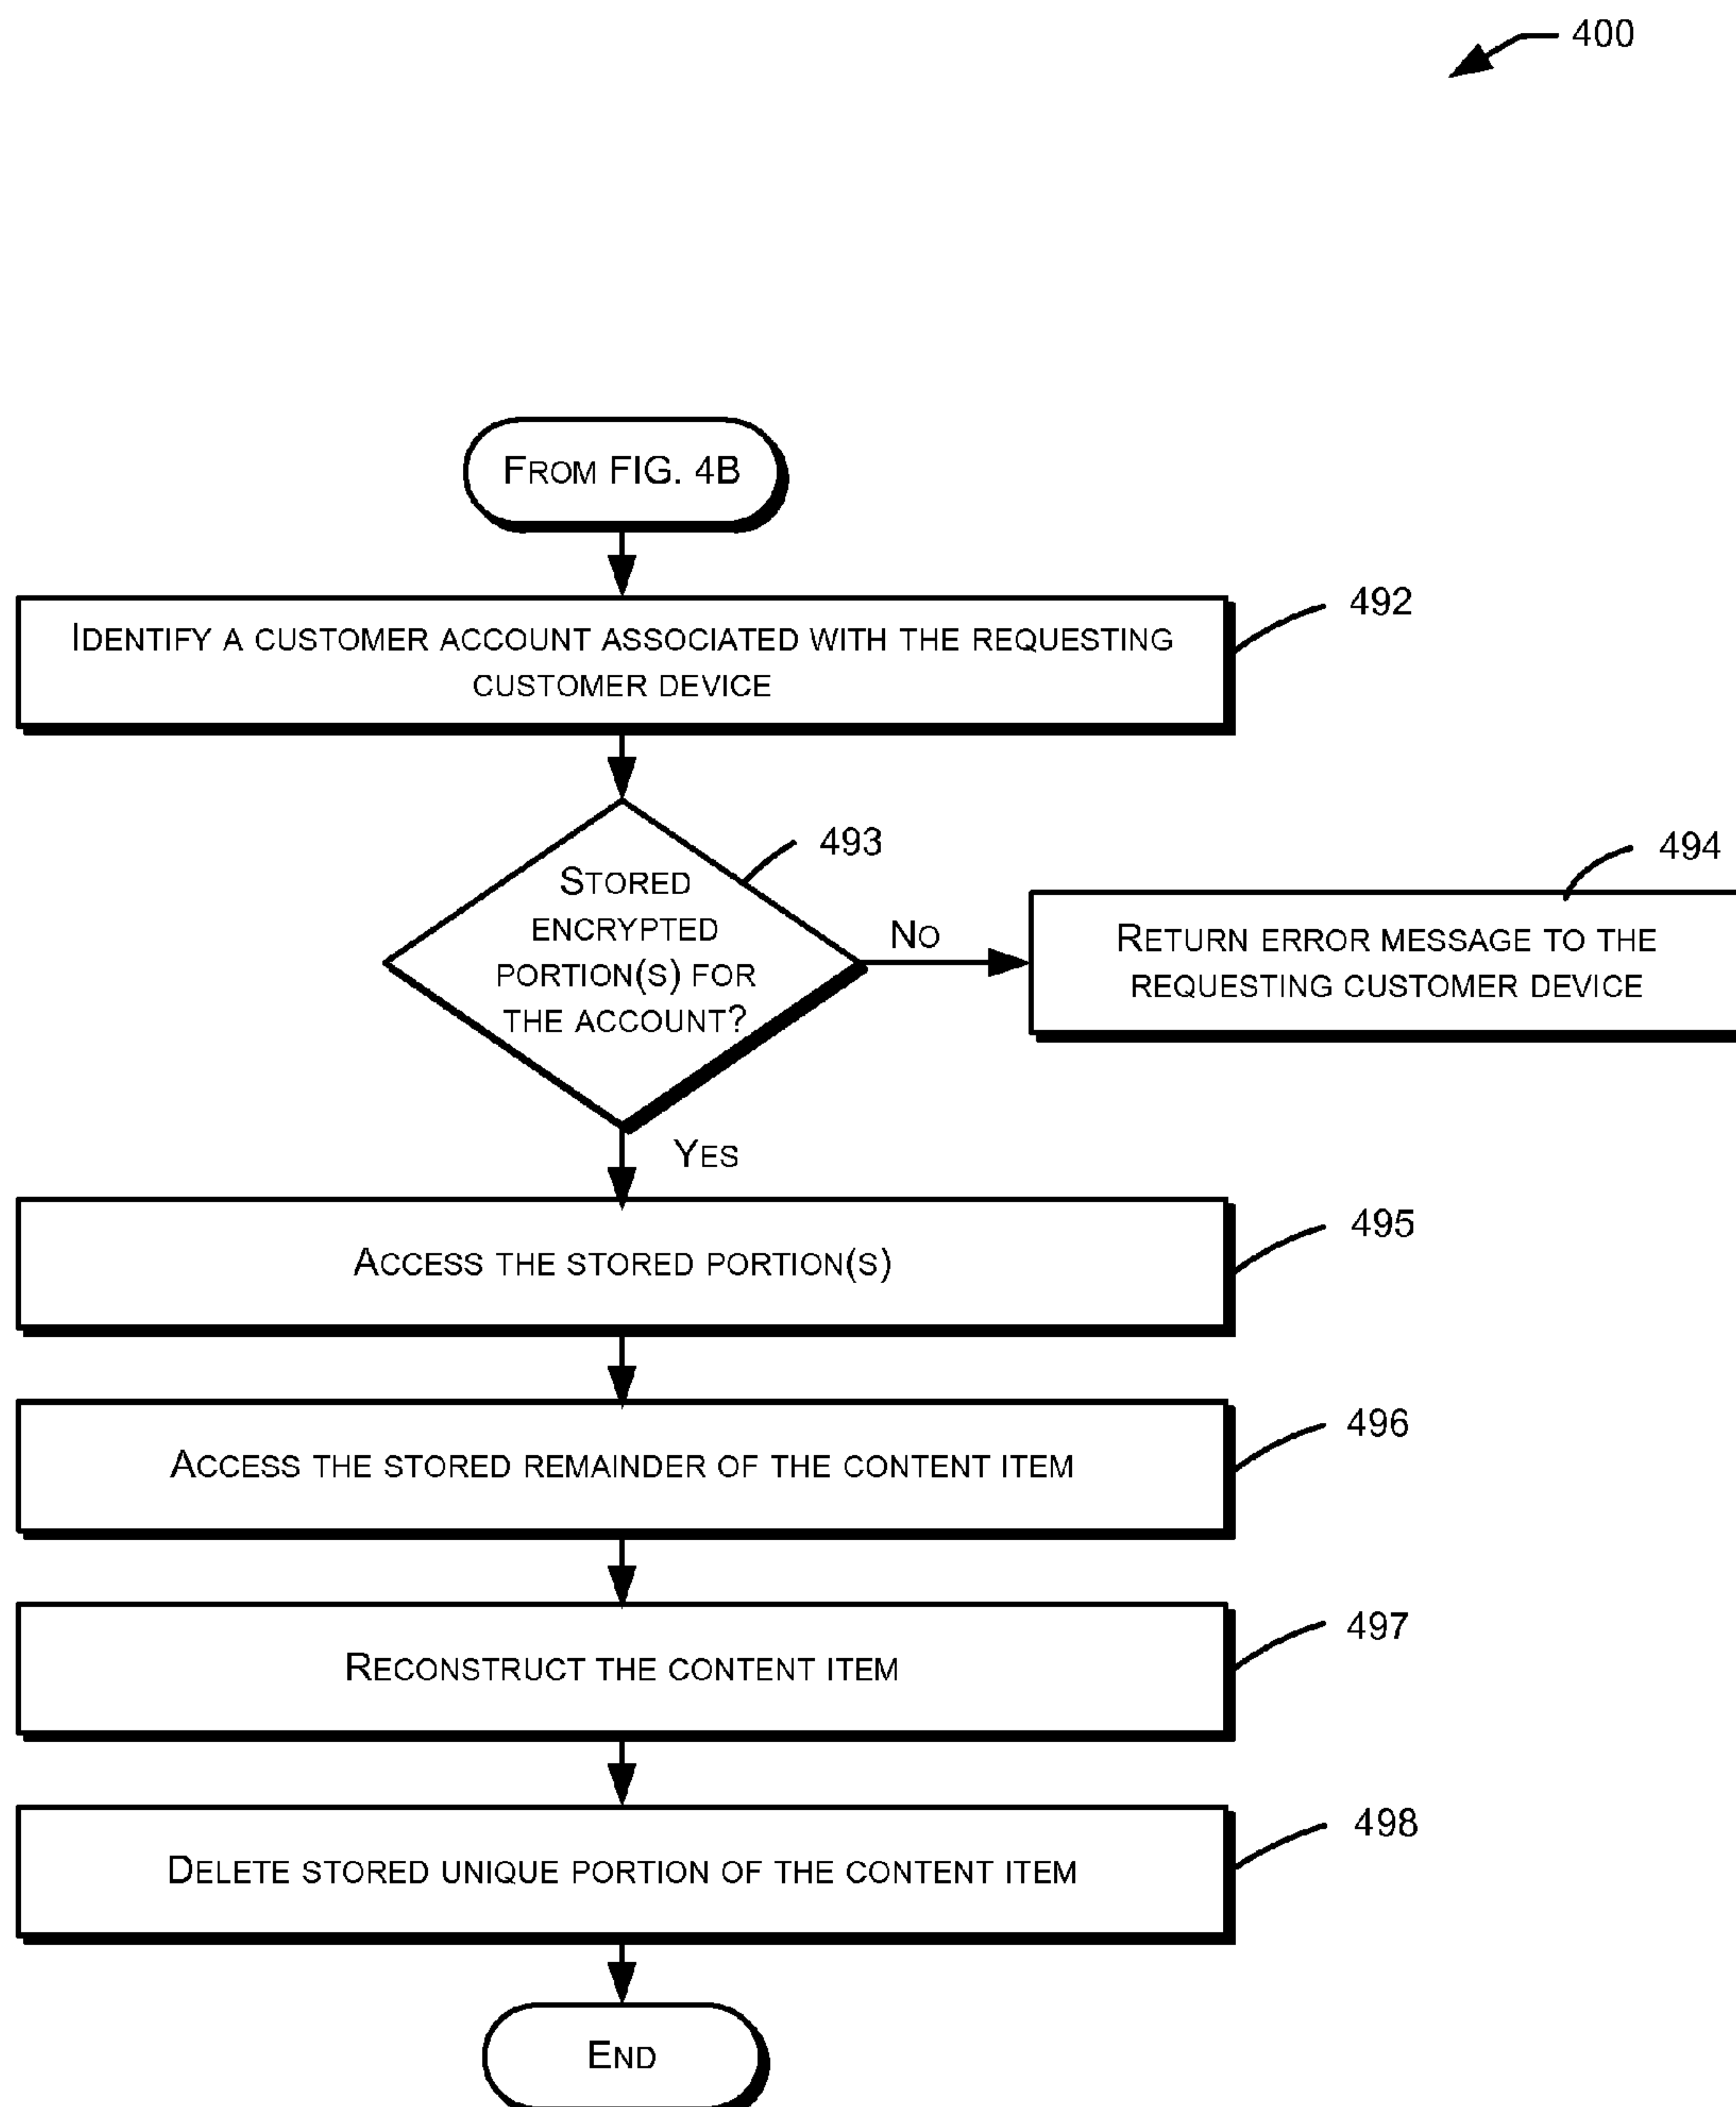 400
From FIG. 4B
Identify a customer account associated with the requesting
customer device
492
493
Stored
encrypted
portion(s) for
the account?
No
494
Return error message to the
requesting customer device
Yes
Access the stored portion(s)
495
Access the stored remainder of the content item
496
Reconstruct the content item
497
Delete stored unique portion of the content item
498
End